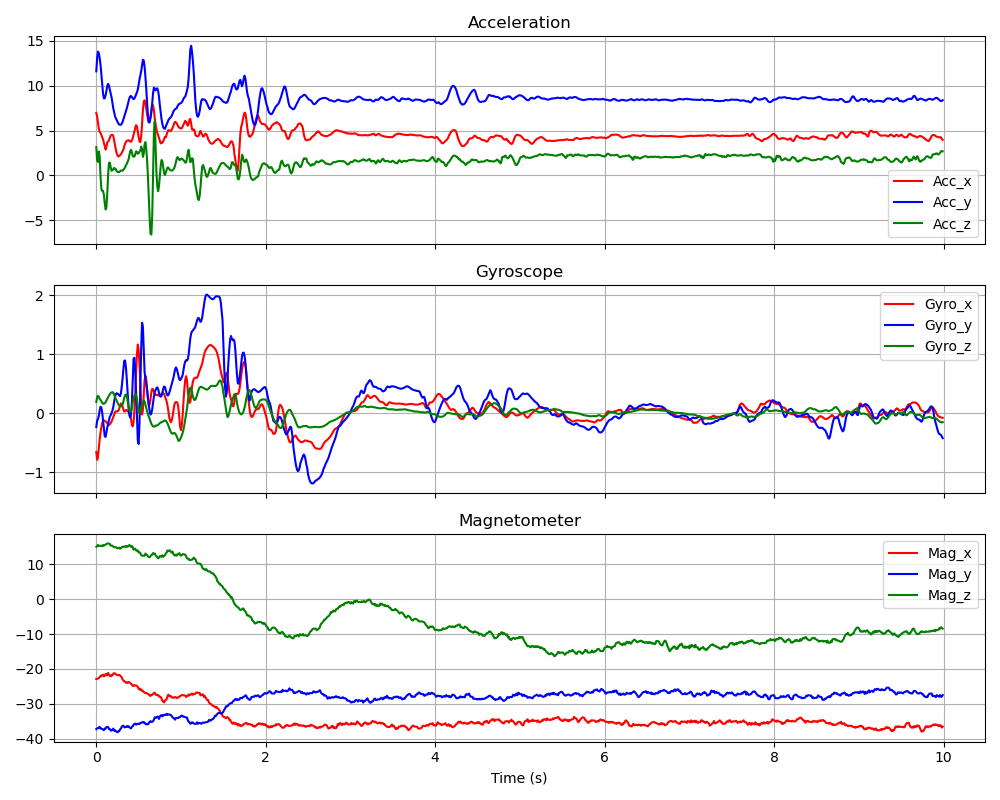 Acceleration
15
10
5
0
−5
Acc_x
Acc_y
Acc_z
Gyroscope
2
1
0
−1
Gyro_x
Gyro_y
Gyro_z
Magnetometer
10
0
−10
−20
−30
−40
Mag_x
Mag_y
Mag_z
0 2 4 6 8 10
Time (s)